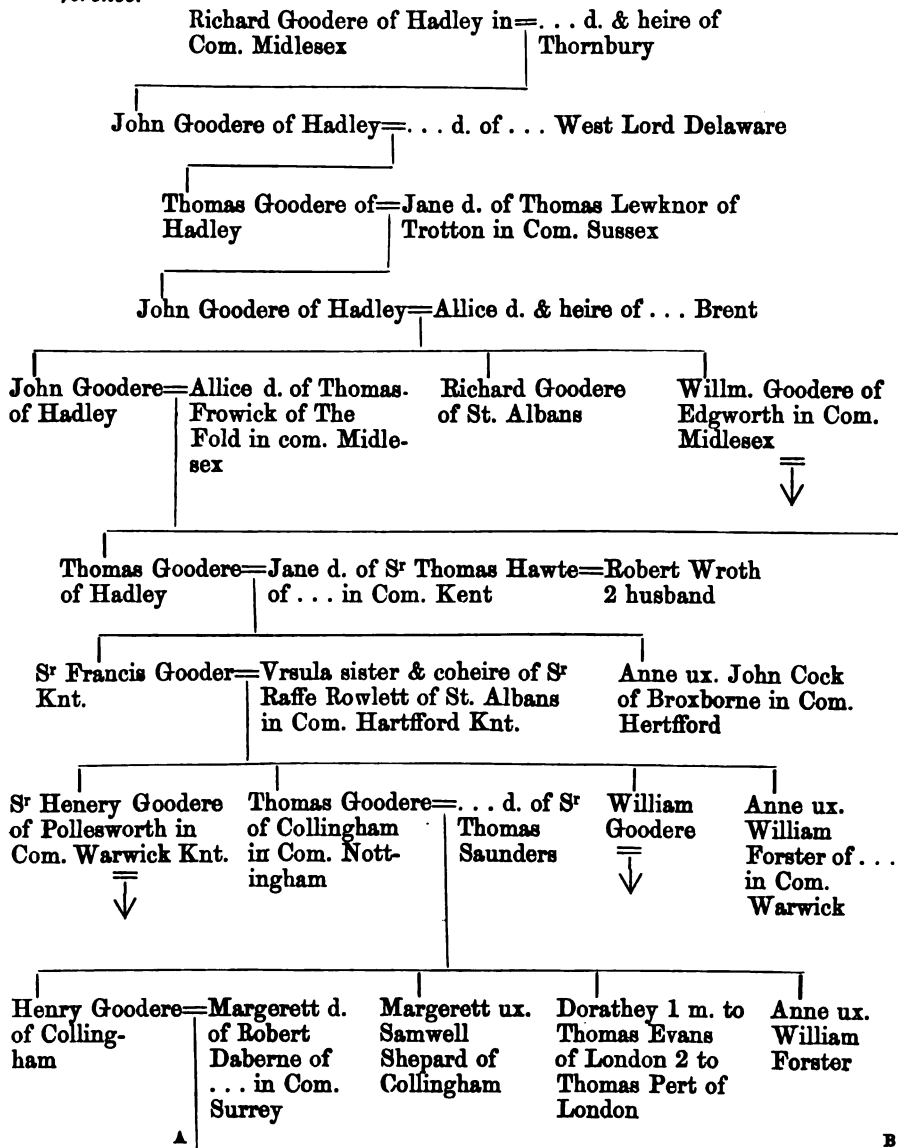 Richard Goodere of Hadley in=. . . d. & heire of
Com. Midlesex Thornbury
John Goodere of Hadley=. . . d. of . . . West Lord Delaware
Thomas Goodere of=Jane d. of Thomas Lewknor of
Hadley Trotton in Com. Sussex
John Goodere of Hadley=Allice d. & heire of . . . Brent
John Goodere=Allice d. of Thomas.
of Hadley Frowick of The
Fold in com. Midle-
sex
Richard Goodere
of St. Albans
Willm. Goodere of
Edgworth in Com.
Midlesex
=
Thomas Goodere=Jane d. of Sr Thomas Hawte=Robert Wroth
of Hadley of . . . in Com. Kent 2 husband
Sr Francis Gooder=Vrsula sister & coheire of Sr
Knt. Raffe Rowlett of St. Albans
in Com. Hartfford Knt.
Anne ux. John Cock
of Broxborne in Com.
Hertfford
Sr Henery Goodere
of Pollesworth in
Com. Warwick Knt.
=
Thomas Goodere=. . . d. of Sr
of Collingham Thomas
in Com. Nott- Saunders
ingham
William
Goodere
=
Anne ux.
William
Forster of . . .
in Com.
Warwick
Henry Goodere=Margerett d.
of Colling- of Robert
ham Daberne of
. . . in Com.
Surrey
Margerett ux.
Samwell
Shepard of
Collingham
Dorathey 1 m. to
Thomas Evans
of London 2 to
Thomas Pert of
London
Anne ux.
William
Forster
A B